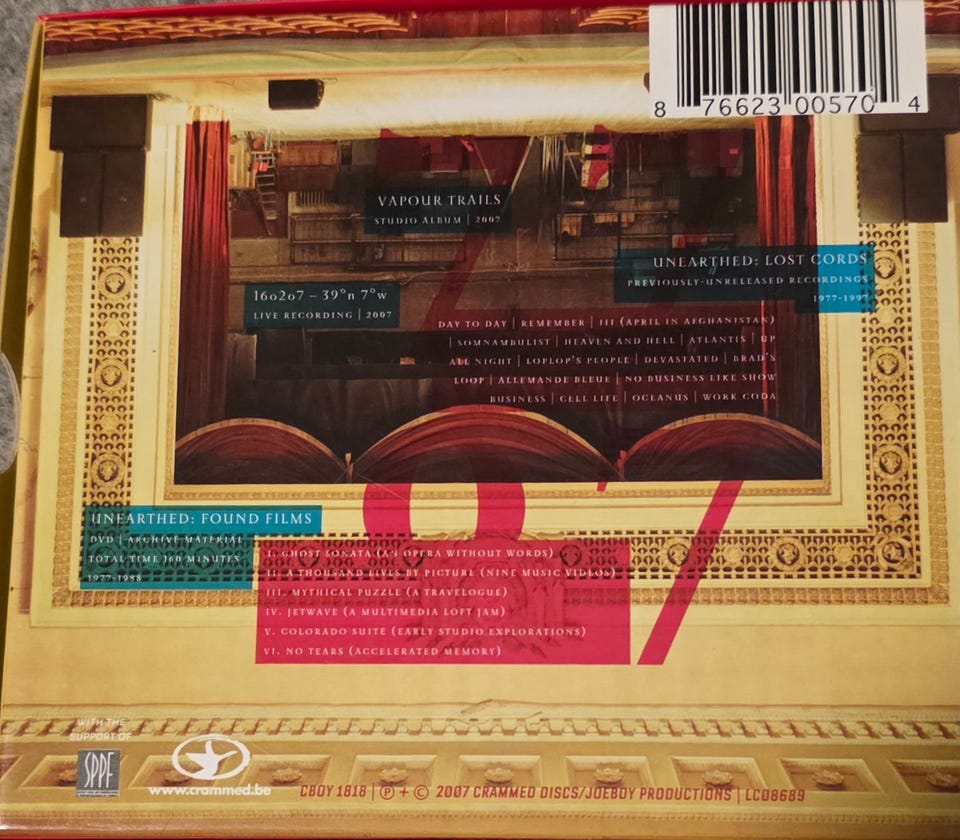 8 76623 00570 4
VAPOUR TRAILS
STUDIO ALBUM | 2007
UNEARTHED: LOST CORDS
PREVIOUSLY-UNRELEASED RECORDINGS
1977-1997
160207 – 39°N 7°W
LIVE RECORDING | 2007
DAY TO DAY | REMEMBER | III (APRIL IN AFGHANISTAN)
| SOMNAMBULIST | HEAVEN AND HELL | ATLANTIS | UP
ALL NIGHT | LOPLOP'S PEOPLE | DEVASTATED | BRAD'S
LOOP | ALLEMANDE BLEUE | NO BUSINESS LIKE SHOW
BUSINESS | CELL LIFE | OCEANUS | WORK CODA
UNEARTHED: FOUND FILMS
DVD | ARCHIVE MATERIAL
TOTAL TIME 160 MINUTES
1977-1988
I. GHOST SONATA (AN OPERA WITHOUT WORDS)
II. A THOUSAND LIVES BY PICTURE (NINE MUSIC VIDEOS)
III. MYTHICAL PUZZLE (A TRAVELOGUE)
IV. JETWAVE (A MULTIMEDIA LOFT JAM)
V. COLORADO SUITE (EARLY STUDIO EXPLORATIONS)
VI. NO TEARS (ACCELERATED MEMORY)
77
07
WITH THE
SUPPORT OF
SPPF
www.crammed.be
CBOY 1818 | ℗ + © 2007 CRAMMED DISCS/JOEBOY PRODUCTIONS | LC08689